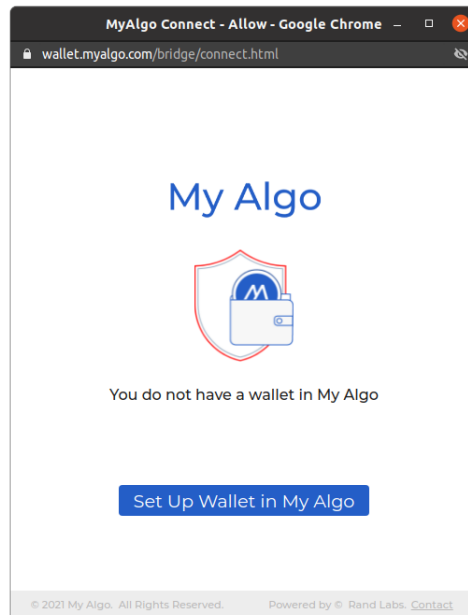 MyAlgo Connect - Allow - Google Chrome
wallet.myalgo.com/bridge/connect.html
My Algo
You do not have a wallet in My Algo
Set Up Wallet in My Algo
© 2021 My Algo. All Rights Reserved. Powered by © Rand Labs. Contact